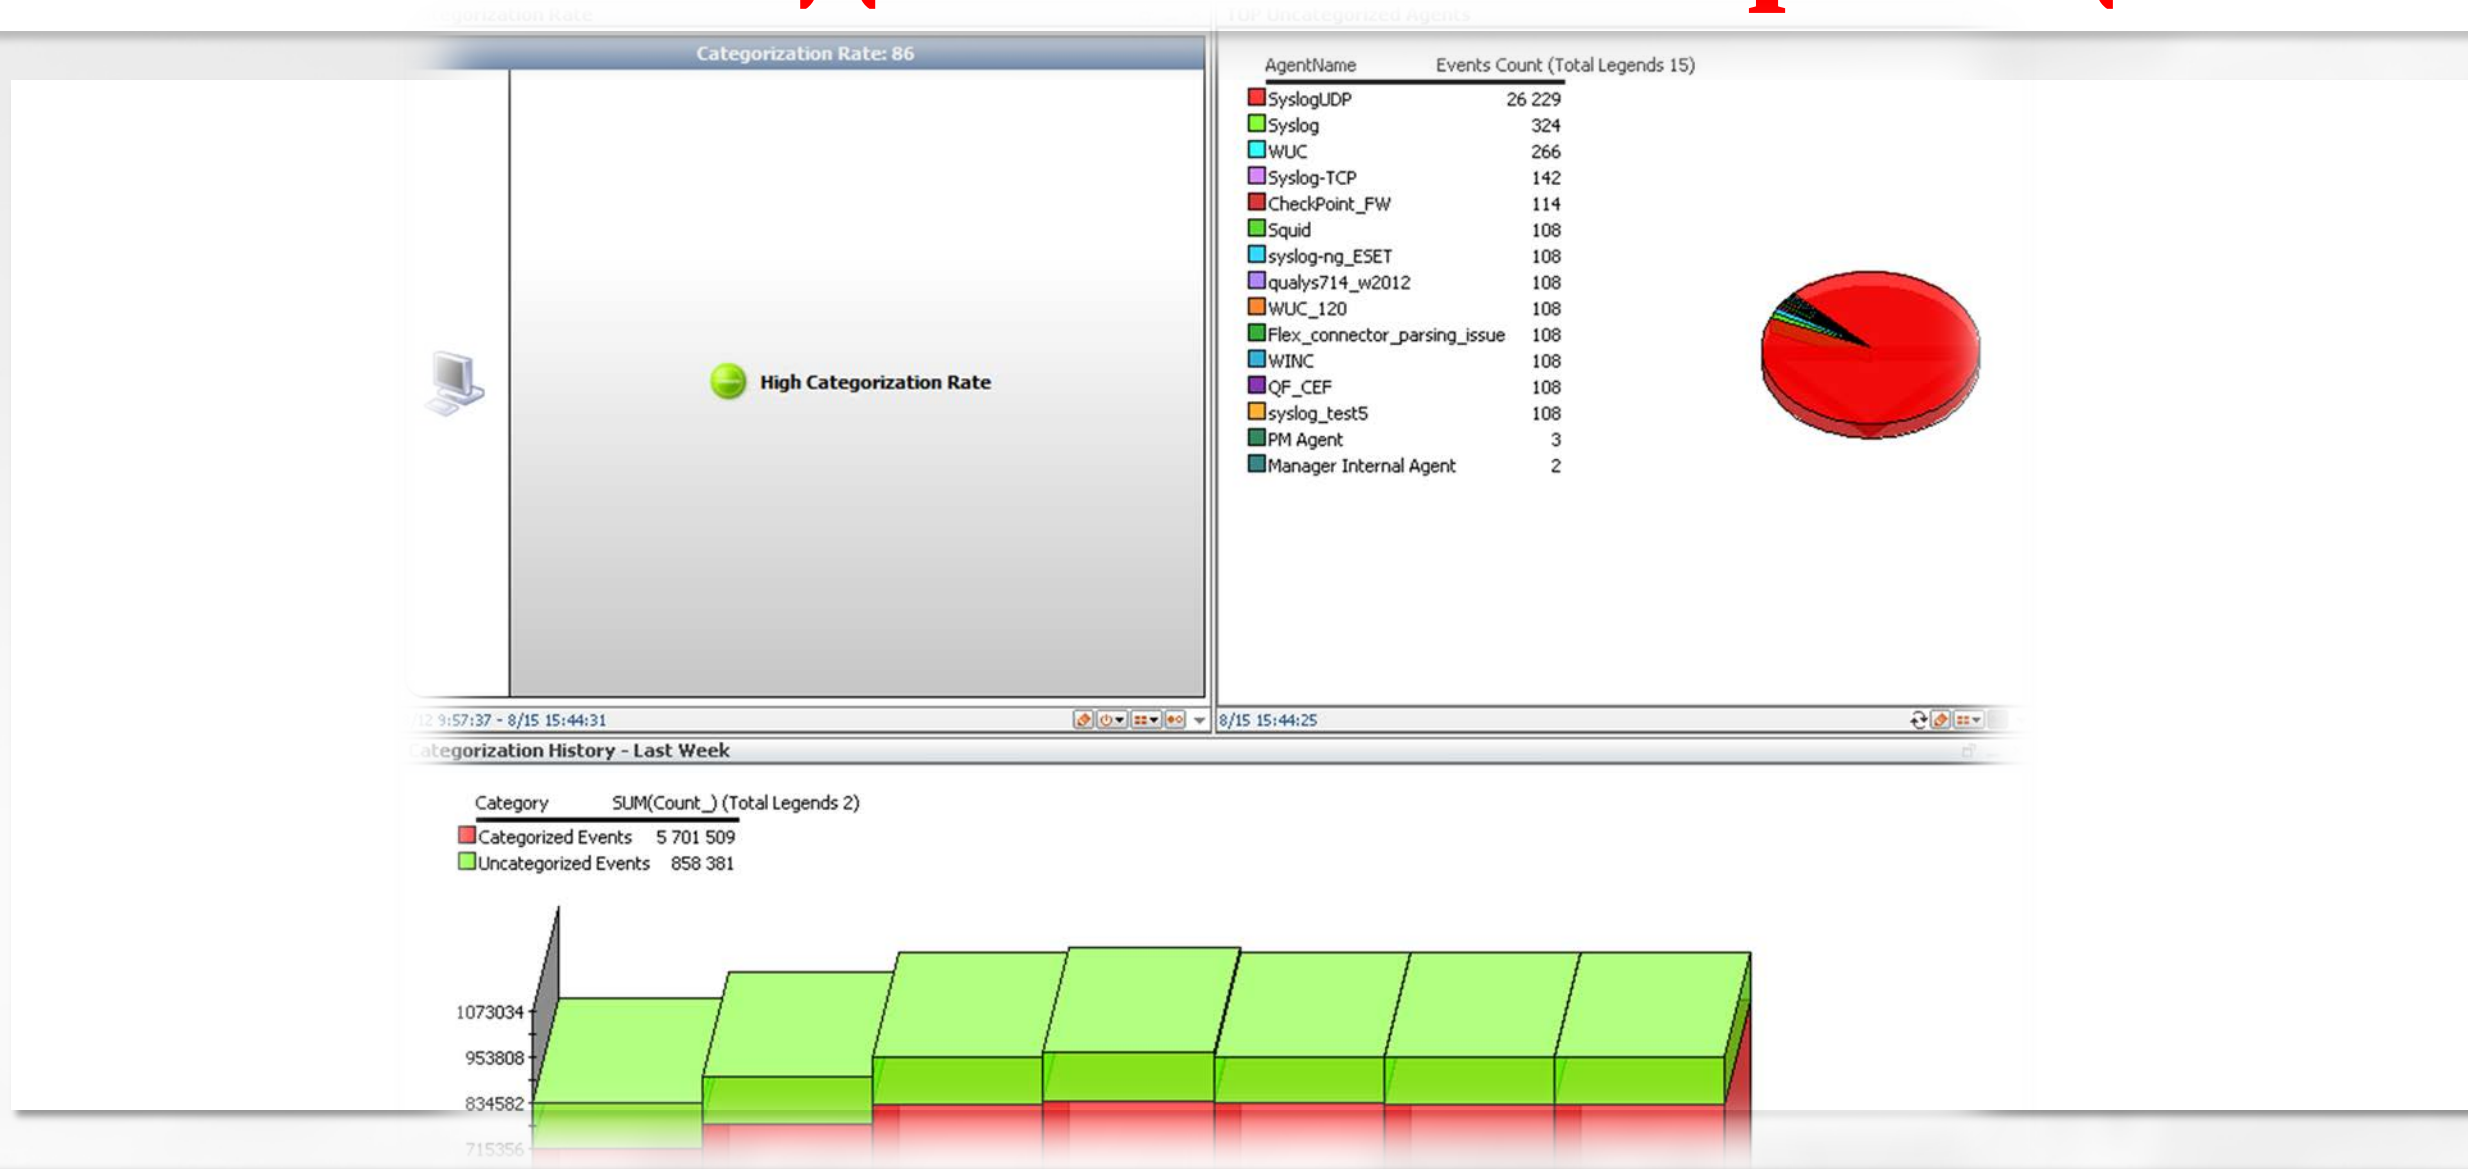 TOP Uncategorized Agents
Categorization Rate: 86
High Categorization Rate
9:57:37 - 8/15 15:44:31
AgentName Events Count (Total Legends 15)
SyslogUDP 26 229
Syslog 324
WUC 266
Syslog-TCP 142
CheckPoint_FW 114
Squid 108
syslog-ng_ESET 108
qualys714_w2012 108
WUC_120 108
Flex_connector_parsing_issue 108
WINC 108
QF_CEF 108
syslog_test5 108
PM Agent 3
Manager Internal Agent 2
8/15 15:44:25
Categorization History - Last Week
Category SUM(Count_) (Total Legends 2)
Categorized Events 5 701 509
Uncategorized Events 858 381
1073034
953808
834582
715356